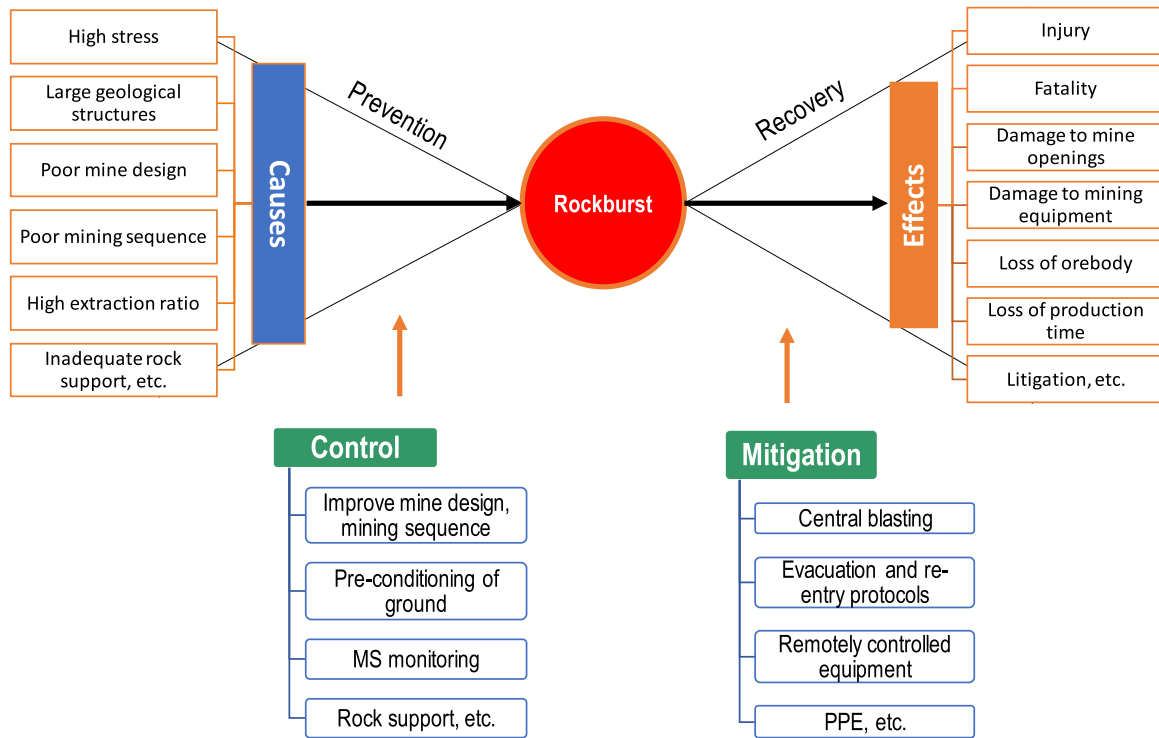 High stress
Large geological
structures
Poor mine design
Poor mining sequence
High extraction ratio
Inadequate rock
support, etc.
Causes
Prevention
Rockburst
Recovery
Effects
Injury
Fatality
Damage to mine
openings
Damage to mining
equipment
Loss of orebody
Loss of production
time
Litigation, etc.
Control
Improve mine design,
mining sequence
Pre-conditioning of
ground
MS monitoring
Rock support, etc.
Mitigation
Central blasting
Evacuation and re-
entry protocols
Remotely controlled
equipment
PPE, etc.